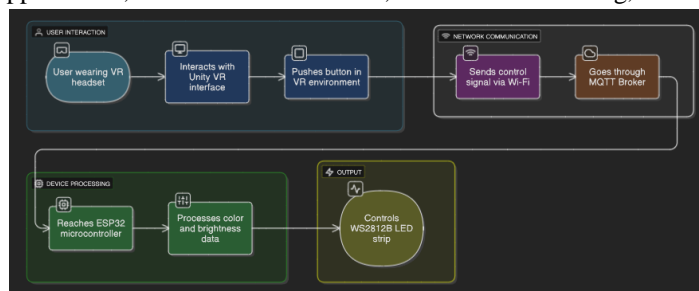 USER INTERACTION
User wearing VR
headset
Interacts with
Unity VR
interface
Pushes button in
VR environment
NETWORK COMMUNICATION
Sends control
signal via Wi-Fi
Goes through
MQTT Broker
DEVICE PROCESSING
Reaches ESP32
microcontroller
Processes color
and brightness
data
OUTPUT
Controls
WS2812B LED
strip